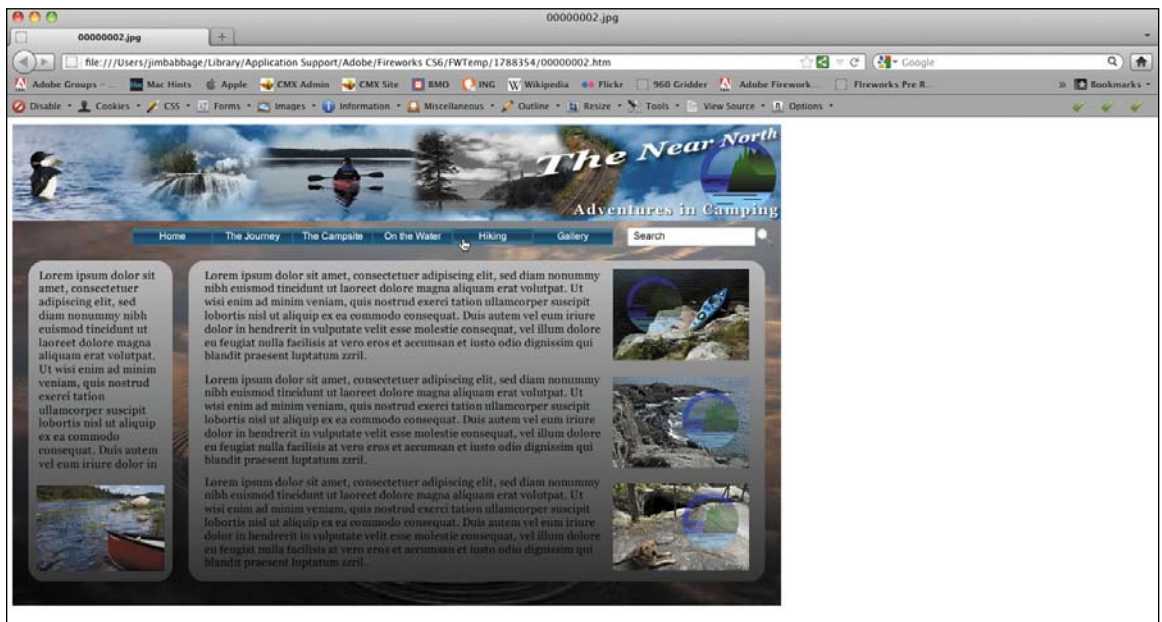 00000002.jpg
00000002.jpg
file:///Users/jimbabbage/Library/Application Support/Adobe/Fireworks CS6/FWTemp/1788354/00000002.htm
Google
Adobe Groups - ... Mac Hints Apple CMX Admin CMX Site BMO ING Wikipedia Flickr 960 Gridder Adobe Firework... Fireworks Pre R... » Bookmarks
Disable Cookies CSS Forms Images Information Miscellaneous Outline Resize Tools View Source Options
The Near North
Adventures in Camping
Home The Journey The Campsite On the Water Hiking Gallery Search
Lorem ipsum dolor sit
amet, consectetuer
adipiscing elit, sed
diam nonummy nibh
euismod tincidunt ut
laoreet dolore magna
aliquam erat volutpat.
Ut wisi enim ad minim
veniam, quis nostrud
exerci tation
ullamcorper suscipit
lobortis nisl ut aliquip
ex ea commodo
consequat. Duis autem
vel eum iriure dolor in
Lorem ipsum dolor sit amet, consectetuer adipiscing elit, sed diam nonummy
nibh euismod tincidunt ut laoreet dolore magna aliquam erat volutpat. Ut
wisi enim ad minim veniam, quis nostrud exerci tation ullamcorper suscipit
lobortis nisl ut aliquip ex ea commodo consequat. Duis autem vel eum iriure
dolor in hendrerit in vulputate velit esse molestie consequat, vel illum dolore
eu feugiat nulla facilisis at vero eros et accumsan et iusto odio dignissim qui
blandit praesent luptatum zzril.
Lorem ipsum dolor sit amet, consectetuer adipiscing elit, sed diam nonummy
nibh euismod tincidunt ut laoreet dolore magna aliquam erat volutpat. Ut
wisi enim ad minim veniam, quis nostrud exerci tation ullamcorper suscipit
lobortis nisl ut aliquip ex ea commodo consequat. Duis autem vel eum iriure
dolor in hendrerit in vulputate velit esse molestie consequat, vel illum dolore
eu feugiat nulla facilisis at vero eros et accumsan et iusto odio dignissim qui
blandit praesent luptatum zzril.
Lorem ipsum dolor sit amet, consectetuer adipiscing elit, sed diam nonummy
nibh euismod tincidunt ut laoreet dolore magna aliquam erat volutpat. Ut
wisi enim ad minim veniam, quis nostrud exerci tation ullamcorper suscipit
lobortis nisl ut aliquip ex ea commodo consequat. Duis autem vel eum iriure
dolor in hendrerit in vulputate velit esse molestie consequat, vel illum dolore
eu feugiat nulla facilisis at vero eros et accumsan et iusto odio dignissim qui
blandit praesent luptatum zzril.